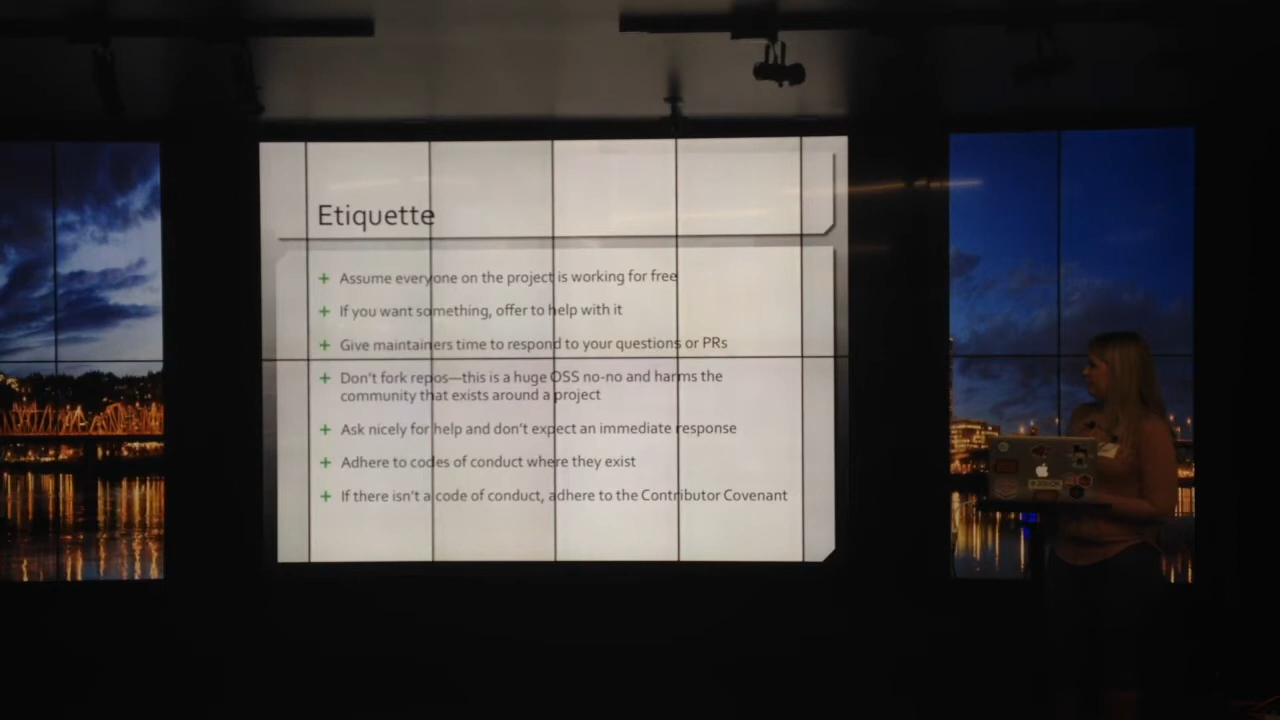 Etiquette
+ Assume everyone on the project is working for free
+ If you want something, offer to help with it
+ Give maintainers time to respond to your questions or PRs
+ Don't fork repos—this is a huge OSS no-no and harms the
community that exists around a project
+ Ask nicely for help and don't expect an immediate response
+ Adhere to codes of conduct where they exist
+ If there isn't a code of conduct, adhere to the Contributor Covenant